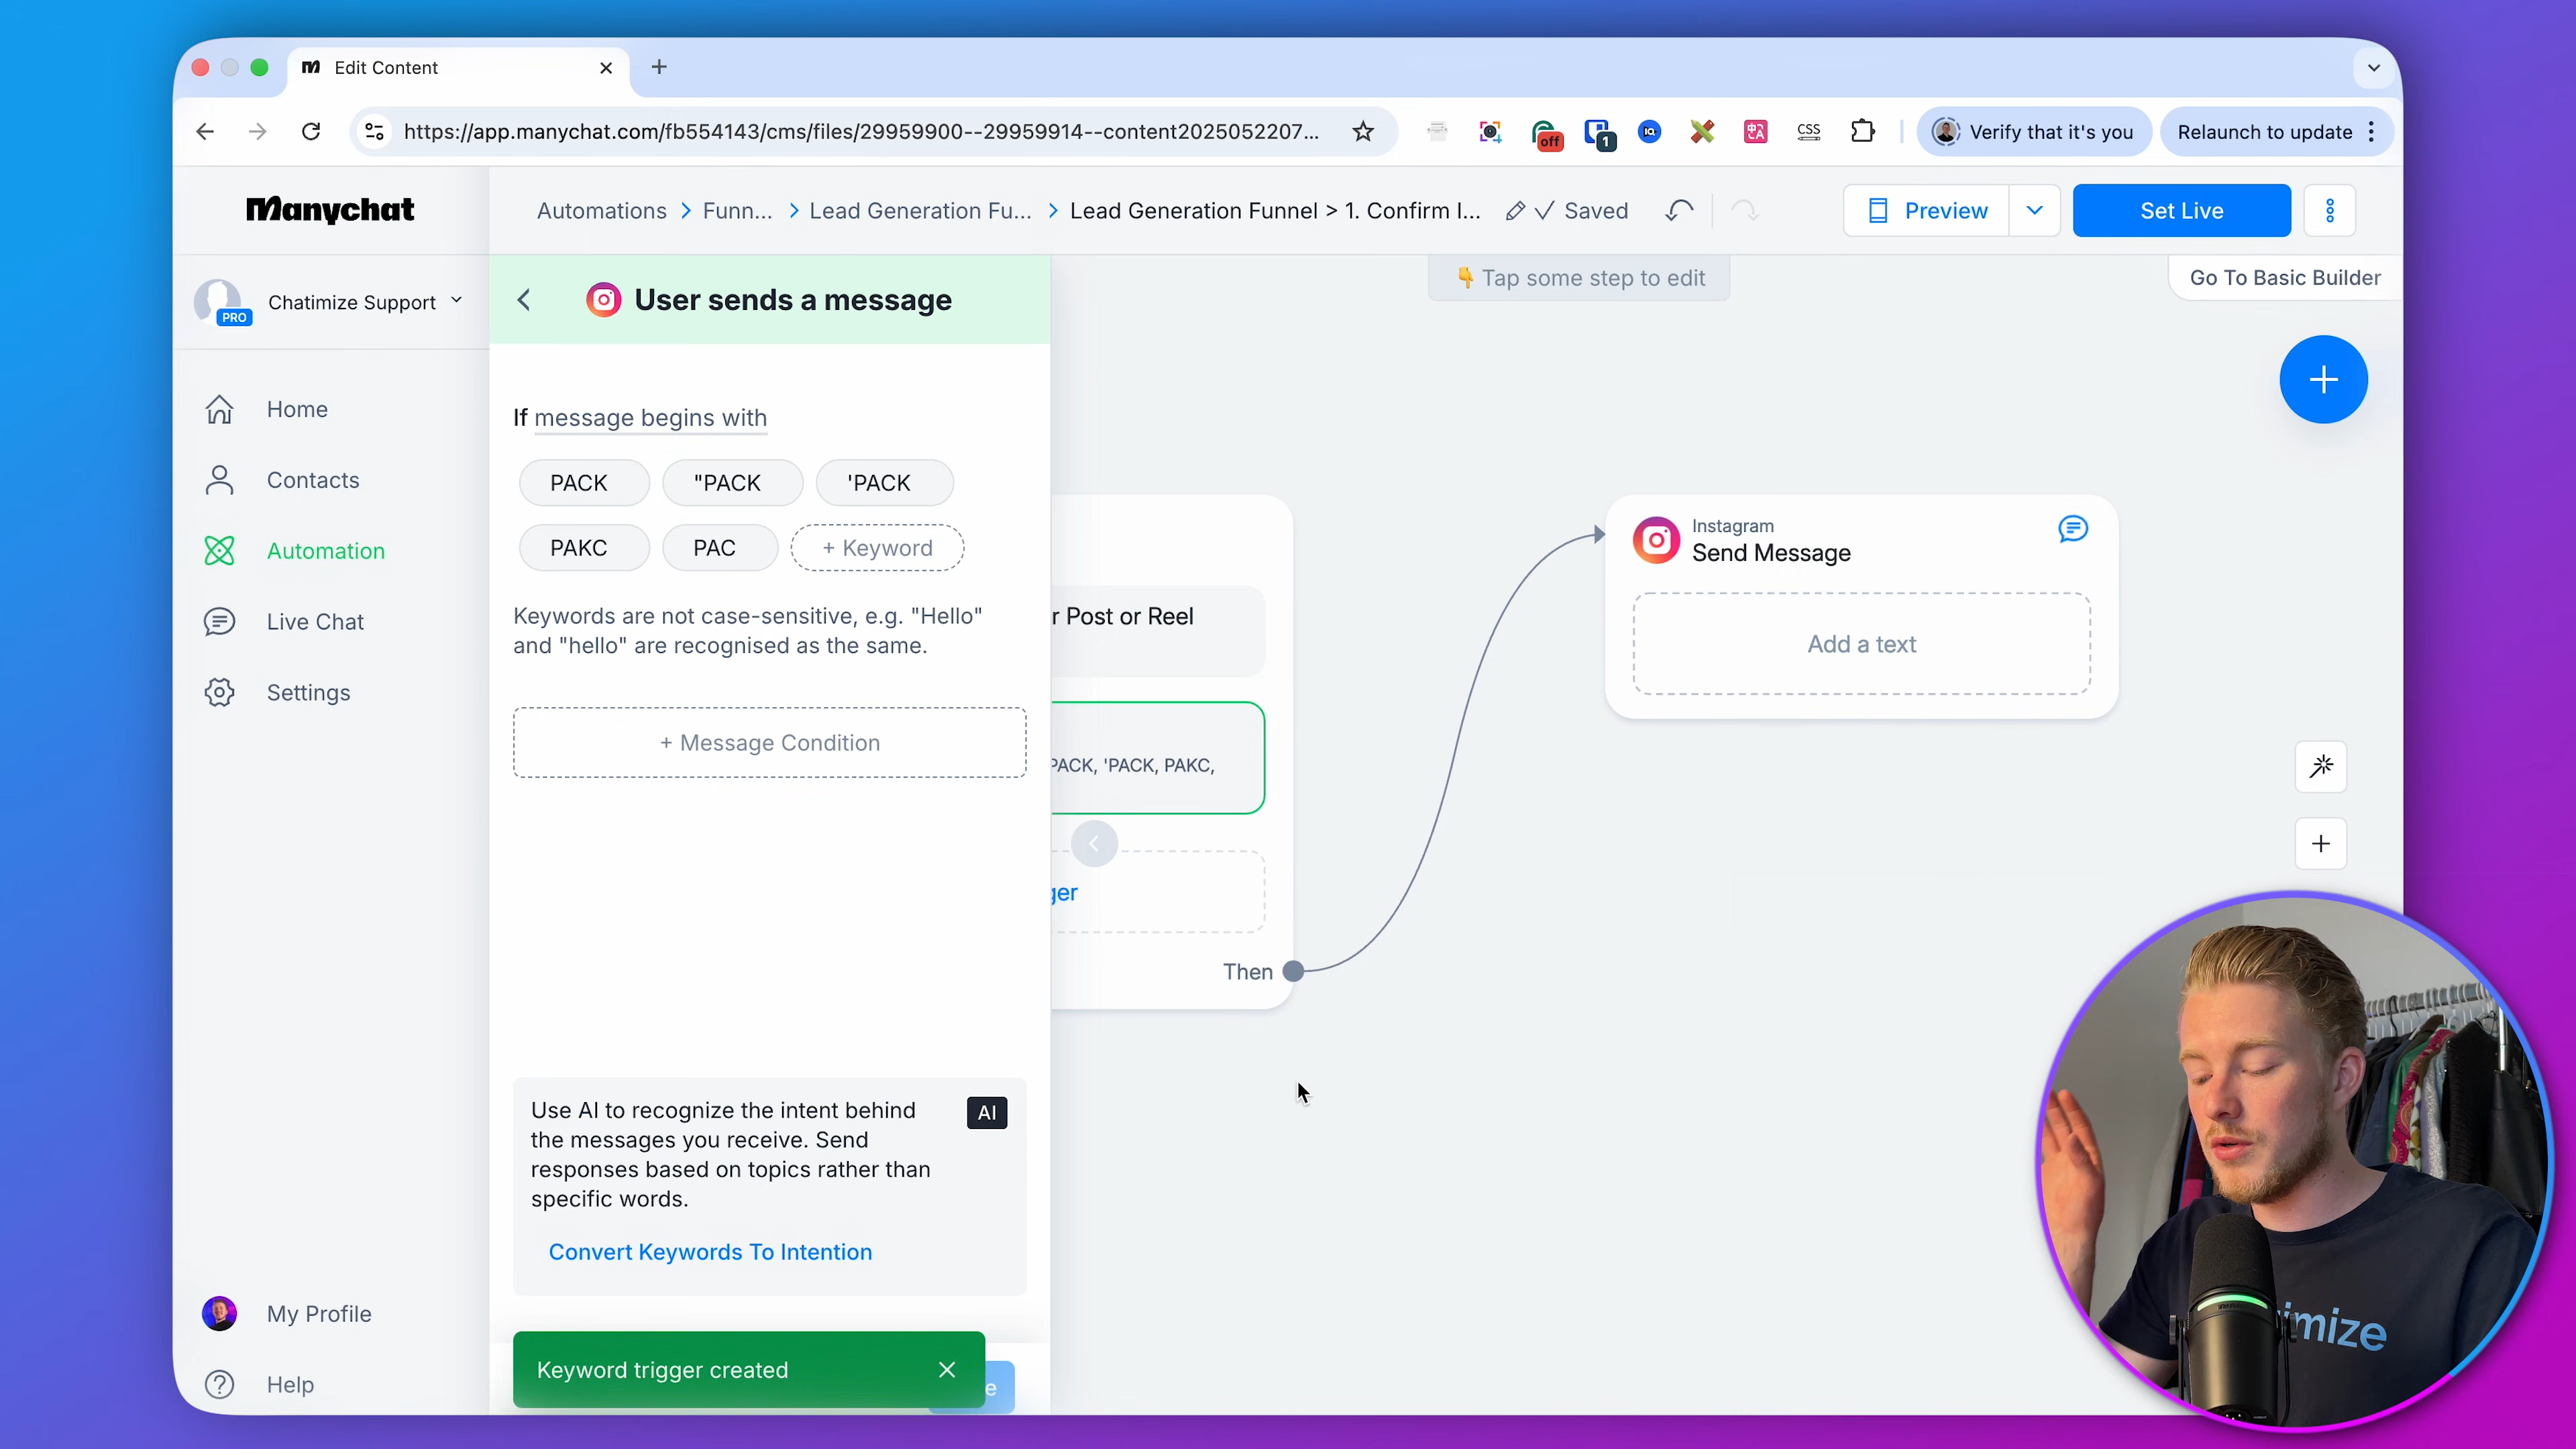 Edit Content
https://app.manychat.com/fb554143/cms/files/29959900--29959914--content2025052207...
off
1
IQ
CSS
Verify that it's you
Relaunch to update
Manychat
Automations > Funn... > Lead Generation Fu... > Lead Generation Funnel > 1. Confirm I...
Saved
Preview
Set Live
PRO
Chatimize Support
Home
Contacts
Automation
Live Chat
Settings
My Profile
Help
User sends a message
If message begins with
PACK
"PACK
'PACK
PAKC
PAC
+ Keyword
Keywords are not case-sensitive, e.g. "Hello"
and "hello" are recognised as the same.
+ Message Condition
Use AI to recognize the intent behind
the messages you receive. Send
responses based on topics rather than
specific words.
AI
Convert Keywords To Intention
Keyword trigger created
e
👇 Tap some step to edit
Go To Basic Builder
r Post or Reel
PACK, 'PACK, PAKC,
ger
Then
Instagram
Send Message
Add a text
imize